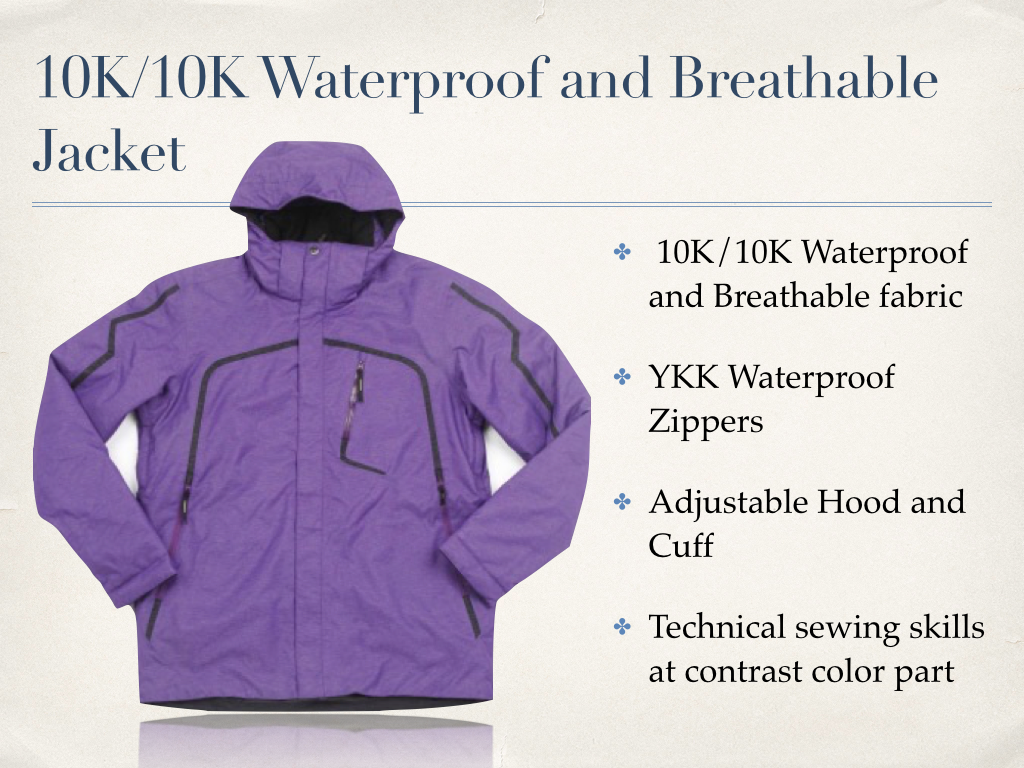 10K/10K Waterproof and Breathable
Jacket
10K/10K Waterproof
and Breathable fabric
YKK Waterproof
Zippers
Adjustable Hood and
Cuff
Technical sewing skills
at contrast color part